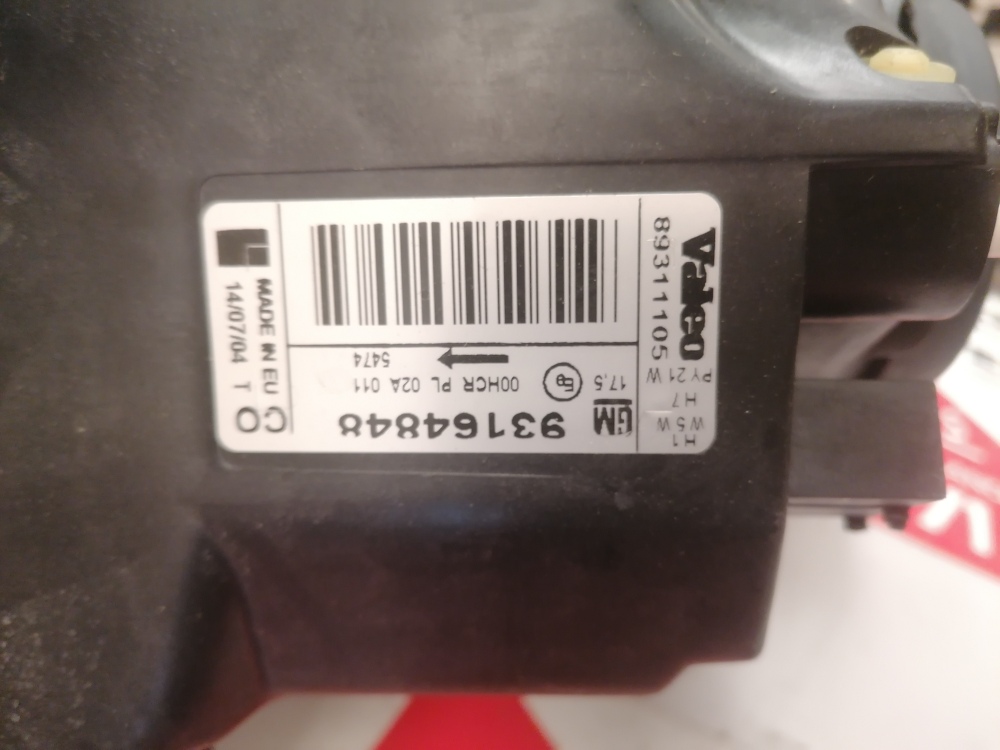 GM 93164848
00HCR PL 02A 011
17,5
5474
H1
W5W
H7
PY21W
Valeo
89311105
MADE IN EU
14/07/04 T
CO